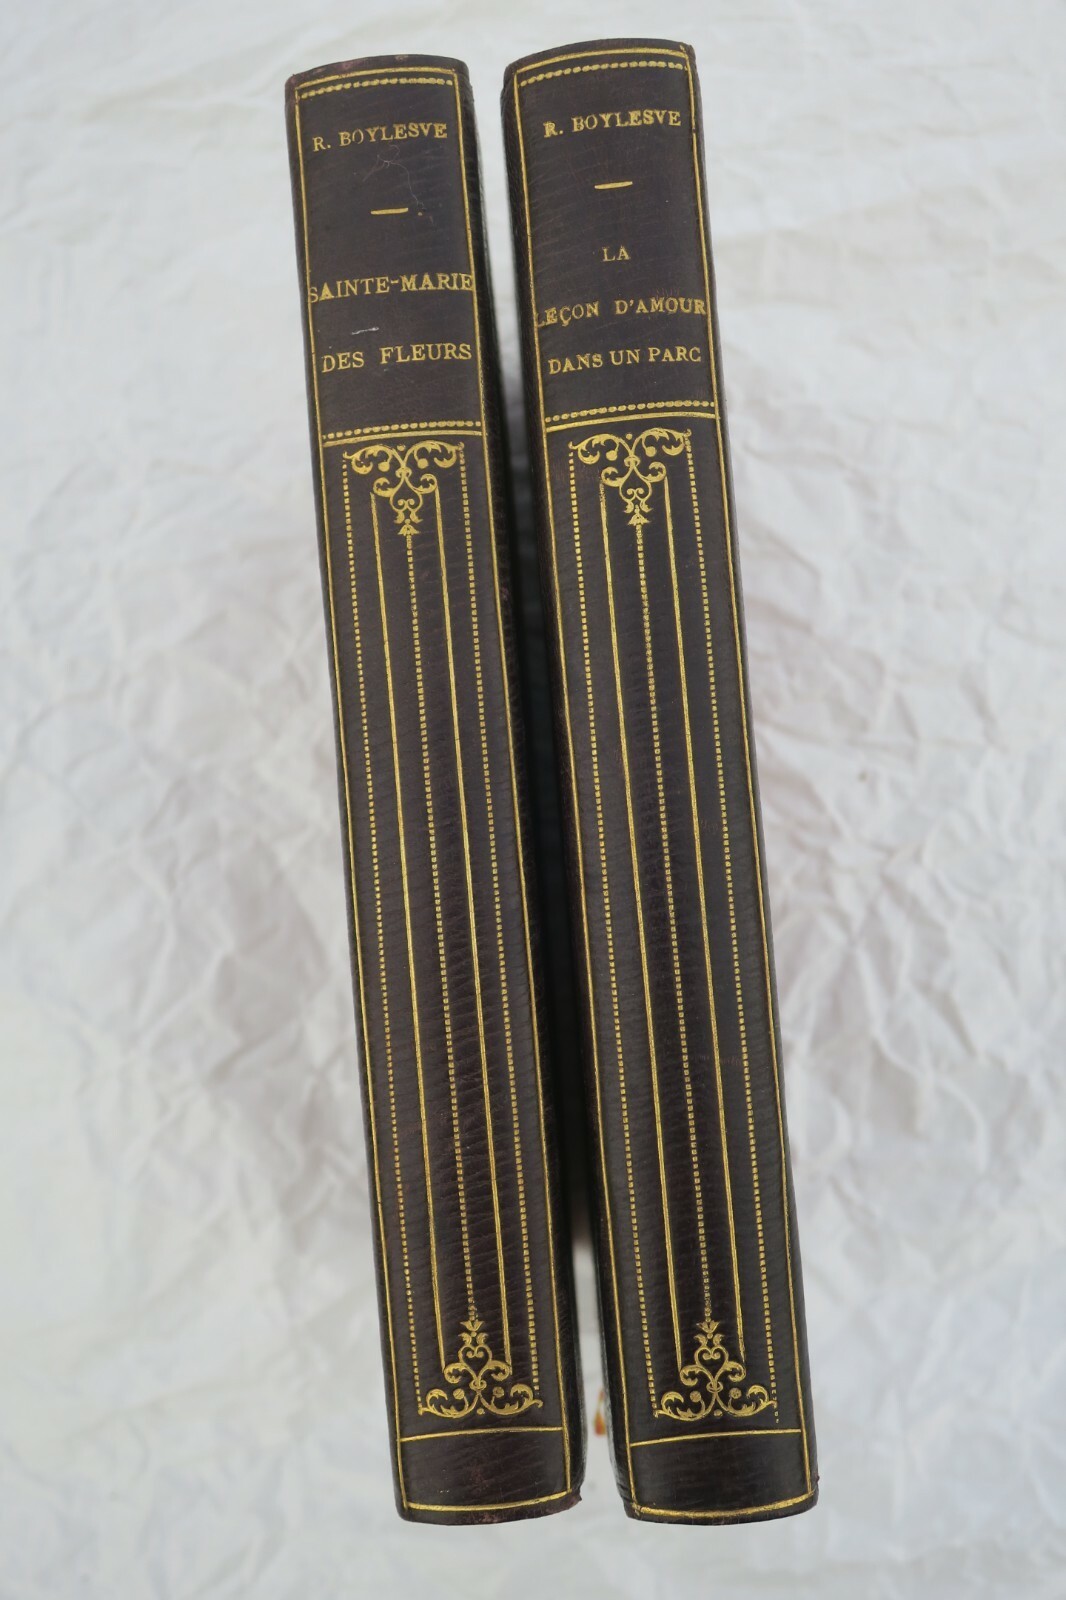 R. BOYLESVE
SAINTE-MARIE
DES FLEURS
R. BOYLESVE
LA
LEÇON D'AMOUR
DANS UN PARC